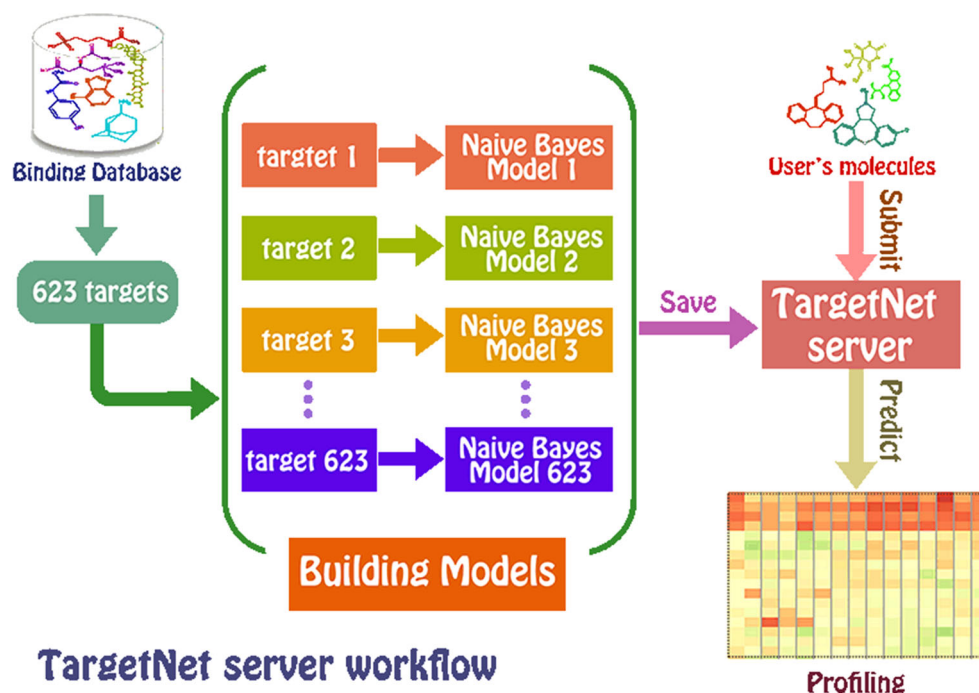 Binding Database
623 targets
targtet 1
Naive Bayes
Model 1
target 2
Naive Bayes
Model 2
target 3
Naive Bayes
Model 3
target 623
Naive Bayes
Model 623
Building Models
Save
User's molecules
Submit
TargetNet
server
Predict
Profiling
TargetNet server workflow